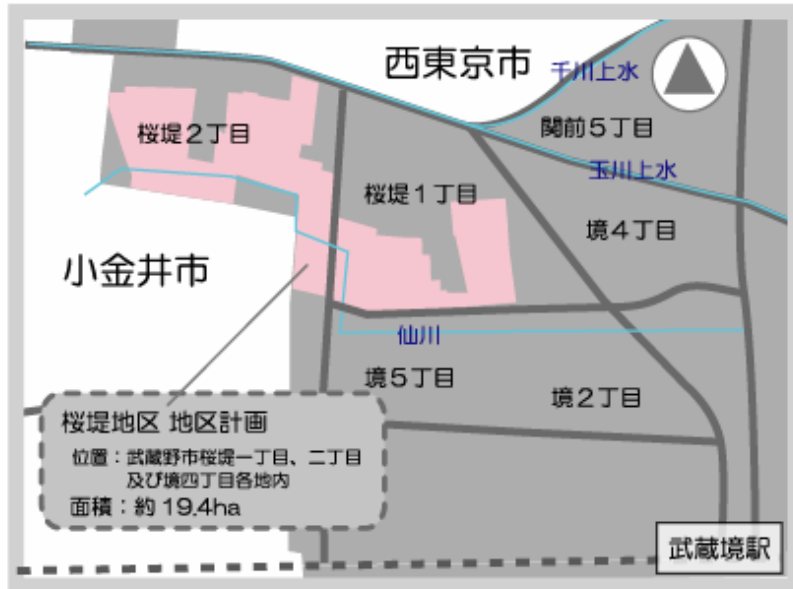 西東京市
千川上水
関前5丁目
桜堤2丁目
玉川上水
桜堤1丁目
境4丁目
小金井市
仙川
境5丁目
境2丁目
桜堤地区 地区計画
位置：武蔵野市桜堤一丁目、二丁目
及び境四丁目各地内
面積：約19.4ha
武蔵境駅